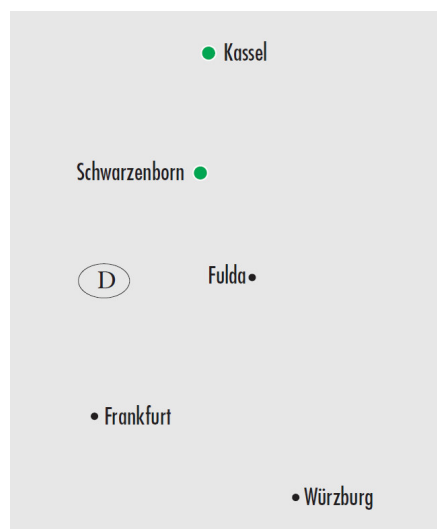 Kassel
Schwarzenborn
D
Fulda
Frankfurt
Würzburg